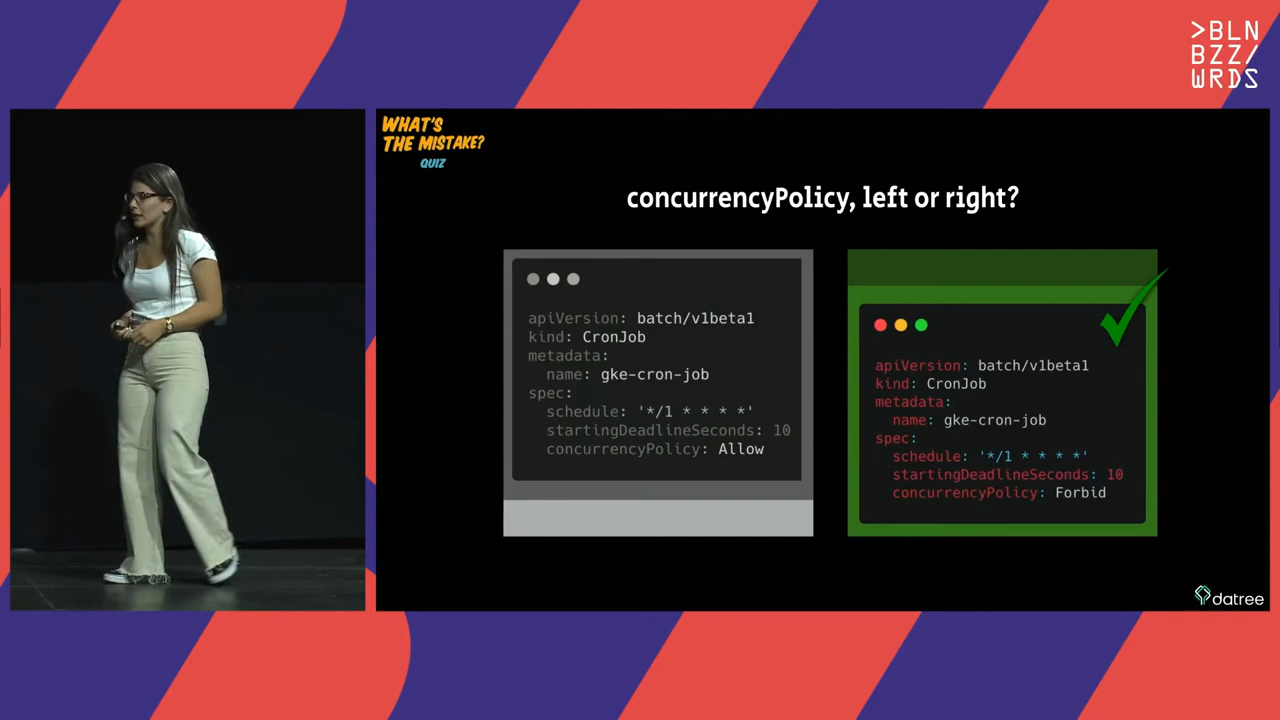 >BLN
BZZ/
WRDS
WHAT'S
THE MISTAKE?
QUIZ
concurrencyPolicy, left or right?
apiVersion: batch/v1beta1
kind: CronJob
metadata:
  name: gke-cron-job
spec:
  schedule: '*/1 * * * *'
  startingDeadlineSeconds: 10
  concurrencyPolicy: Allow
apiVersion: batch/v1beta1
kind: CronJob
metadata:
  name: gke-cron-job
spec:
  schedule: '*/1 * * * *'
  startingDeadlineSeconds: 10
  concurrencyPolicy: Forbid
datree